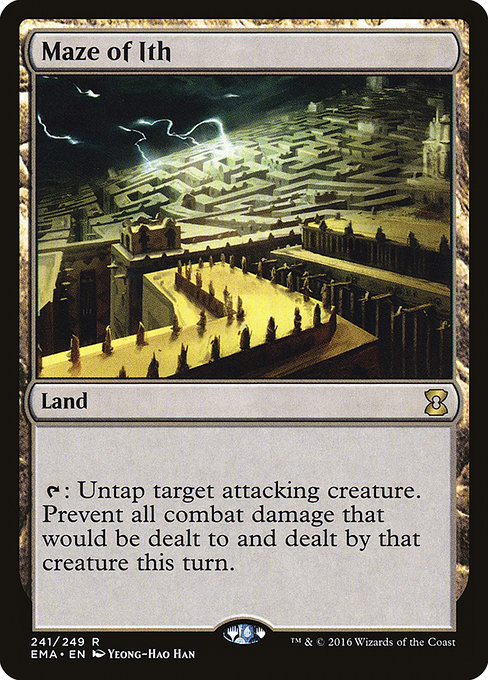 Maze of Ith
Land
: Untap target attacking creature.
Prevent all combat damage that
would be dealt to and dealt by that
creature this turn.
241/249 R
EMA • EN Yeong-Hao Han
™ & © 2016 Wizards of the Coast